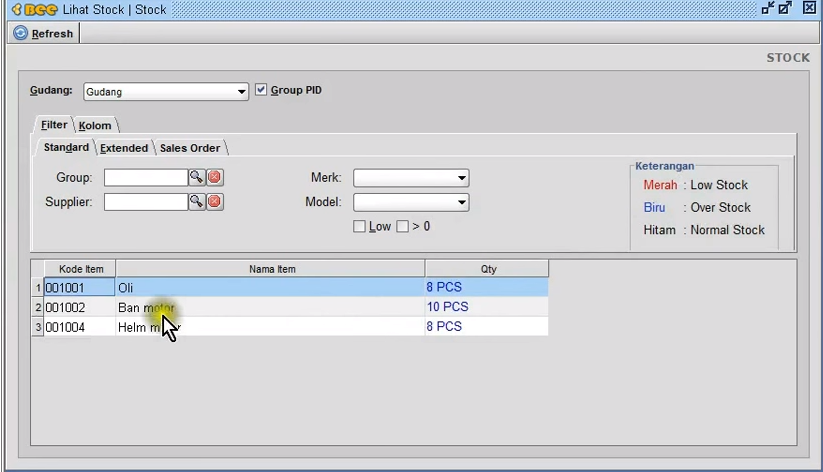 Bee Lihat Stock | Stock
Refresh
STOCK
Gudang: Gudang Group PID
Filter Kolom
Standard Extended Sales Order
Group: Merk:
Supplier: Model:
Low > 0
Keterangan
Merah : Low Stock
Biru : Over Stock
Hitam : Normal Stock
Kode Item Nama Item Qty
1 001001 Oli 8 PCS
2 001002 Ban motor 10 PCS
3 001004 Helm 8 PCS